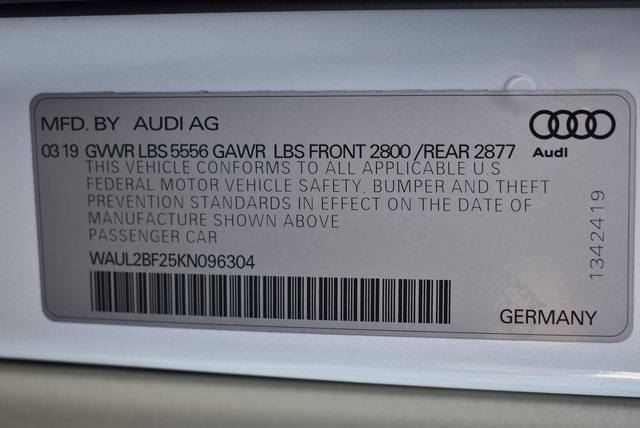 MFD. BY AUDI AG
03 19 GVWR LBS 5556 GAWR LBS FRONT 2800 /REAR 2877
THIS VEHICLE CONFORMS TO ALL APPLICABLE U.S.
FEDERAL MOTOR VEHICLE SAFETY, BUMPER AND THEFT
PREVENTION STANDARDS IN EFFECT ON THE DATE OF
MANUFACTURE SHOWN ABOVE
PASSENGER CAR
WAUL2BF25KN096304
Audi
1342419
GERMANY